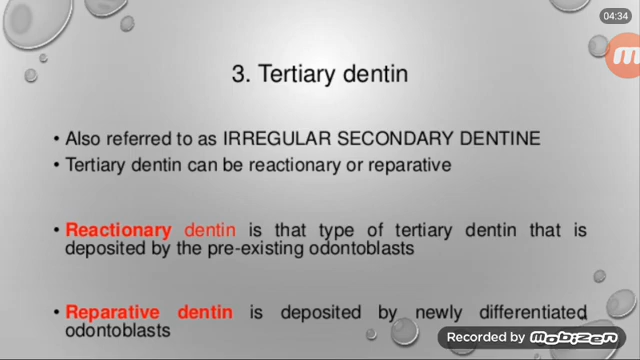 04:34
3. Tertiary dentin
• Also referred to as IRREGULAR SECONDARY DENTINE
• Tertiary dentin can be reactionary or reparative
• Reactionary dentin is that type of tertiary dentin that is
deposited by the pre-existing odontoblasts
• Reparative dentin is deposited by newly differentiated
odontoblasts
Recorded by mobizen